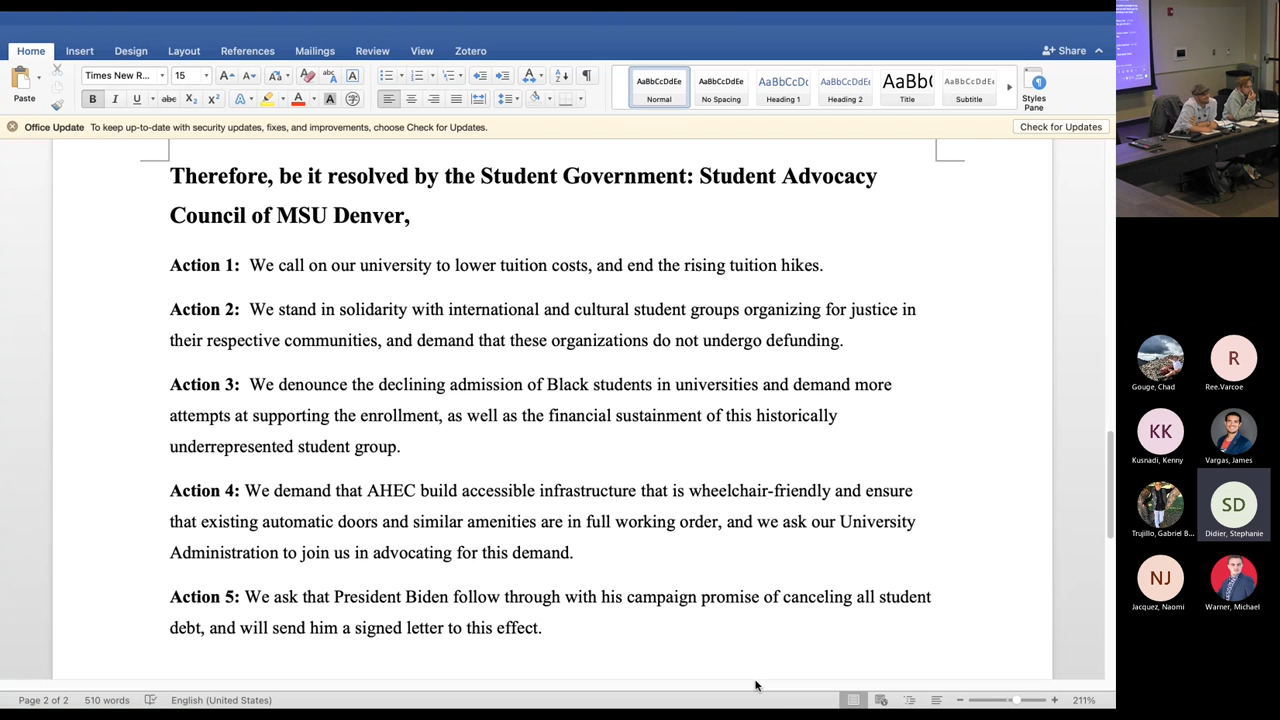 Home Insert Design Layout References Mailings Review View Zotero Share
Times New R... 15
Paste
B I U abc X2 X2 A A A
AaBbCcDdEe AaBbCcDdEe AaBbCcDc AaBbCcDdEe AaBb( AaBbCcDdEe
Normal No Spacing Heading 1 Heading 2 Title Subtitle Styles Pane
Office Update To keep up-to-date with security updates, fixes, and improvements, choose Check for Updates. Check for Updates
Therefore, be it resolved by the Student Government: Student Advocacy
Council of MSU Denver,
Action 1: We call on our university to lower tuition costs, and end the rising tuition hikes.
Action 2: We stand in solidarity with international and cultural student groups organizing for justice in
their respective communities, and demand that these organizations do not undergo defunding.
Action 3: We denounce the declining admission of Black students in universities and demand more
attempts at supporting the enrollment, as well as the financial sustainment of this historically
underrepresented student group.
Action 4: We demand that AHEC build accessible infrastructure that is wheelchair-friendly and ensure
that existing automatic doors and similar amenities are in full working order, and we ask our University
Administration to join us in advocating for this demand.
Action 5: We ask that President Biden follow through with his campaign promise of canceling all student
debt, and will send him a signed letter to this effect.
Page 2 of 2 510 words English (United States) 211%
Gouge, Chad
R
Ree.Varcoe
KK
Kusnadi, Kenny
Vargas, James
Trujillo, Gabriel B...
SD
Didier, Stephanie
NJ
Jacquez, Naomi
Warner, Michael